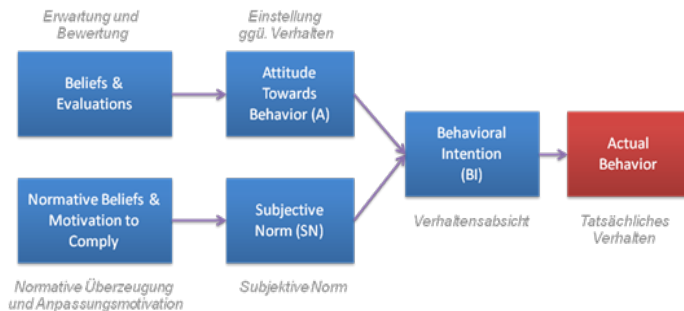 Erwartung und
Bewertung
Einstellung
ggü. Verhalten
Beliefs &
Evaluations
Attitude
Towards
Behavior (A)
Behavioral
Intention
(BI)
Actual
Behavior
Normative Beliefs &
Motivation to
Comply
Subjective
Norm (SN)
Verhaltensabsicht
Tatsächliches
Verhalten
Normative Überzeugung
und Anpassungsmotivation
Subjektive Norm